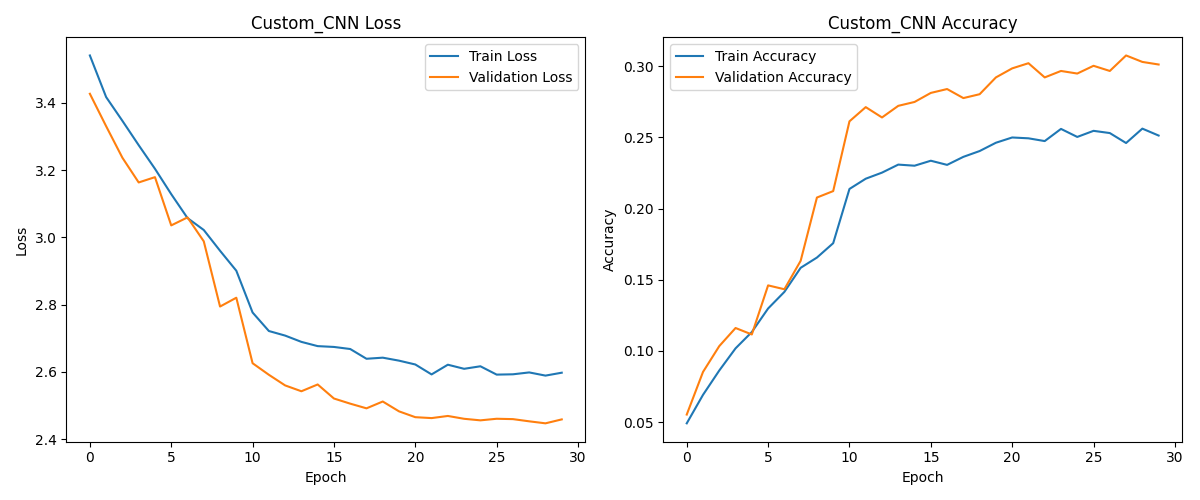 Custom_CNN Loss
Train Loss
Validation Loss
3.4
3.2
3.0
2.8
2.6
2.4
Loss
0
5
10
15
20
25
30
Epoch
Custom_CNN Accuracy
Train Accuracy
Validation Accuracy
0.30
0.25
0.20
0.15
0.10
0.05
Accuracy
0
5
10
15
20
25
30
Epoch